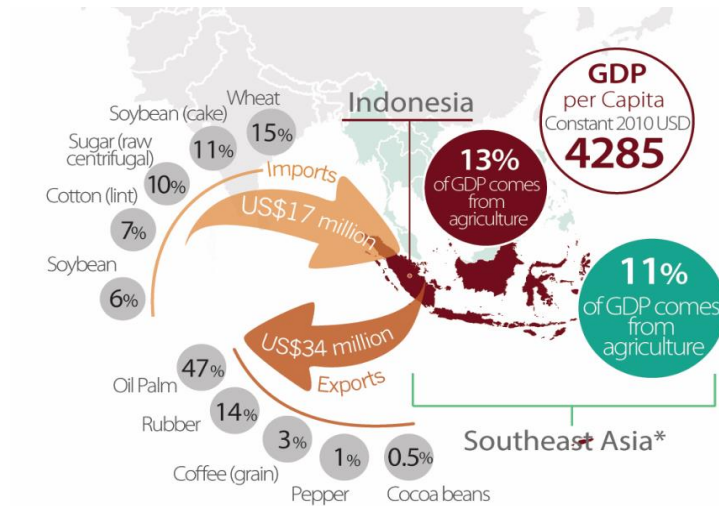 GDP
per Capita
Constant 2010 USD
4285
Indonesia
13%
of GDP comes
from
agriculture
11%
of GDP comes
from
agriculture
Southeast Asia*
Imports
US$17 million
Wheat
15%
Soybean (cake)
11%
Sugar (raw
centrifugal)
10%
Cotton (lint)
7%
Soybean
6%
US$34 million
Exports
47%
Oil Palm
14%
Rubber
3%
Coffee (grain)
1%
Pepper
0.5%
Cocoa beans